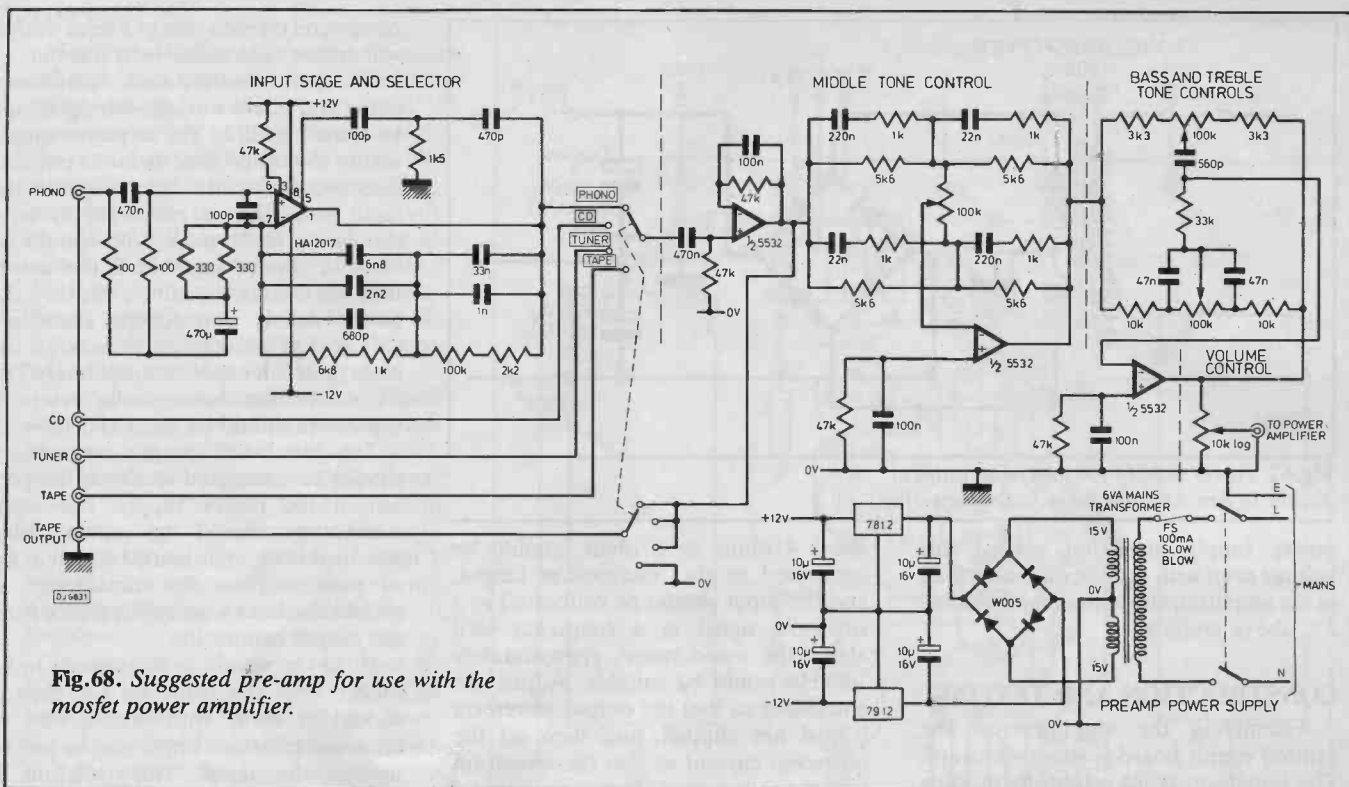 INPUT STAGE AND SELECTOR
MIDDLE TONE CONTROL
BASS AND TREBLE
TONE CONTROLS
+12V
100p
470p
47k
1k5
PHONO
470n
100p
6
3
8
5
7
1
HA12017
100
100
330
330
470µ
6n8
2n2
680p
33n
1n
6k8
1k
100k
2k2
-12V
CD
TUNER
TAPE
TAPE
OUTPUT
PHONO
CD
TUNER
TAPE
470n
47k
0V
100n
47k
½ 5532
220n
1k
22n
1k
5k6
5k6
100k
22n
1k
220n
1k
5k6
5k6
½ 5532
47k
100n
0V
3k3
100k
3k3
560p
33k
47n
47n
10k
100k
10k
VOLUME
CONTROL
½ 5532
47k
100n
10k log
TO POWER
AMPLIFIER
0V
+12V
7812
10µ
16V
10µ
16V
0V
10µ
16V
10µ
16V
-12V
7912
W005
6VA MAINS
TRANSFORMER
15V
0V
15V
FS
100mA
SLOW
BLOW
E
L
MAINS
N
0V
PREAMP POWER SUPPLY
Fig.68. Suggested pre-amp for use with the
mosfet power amplifier.